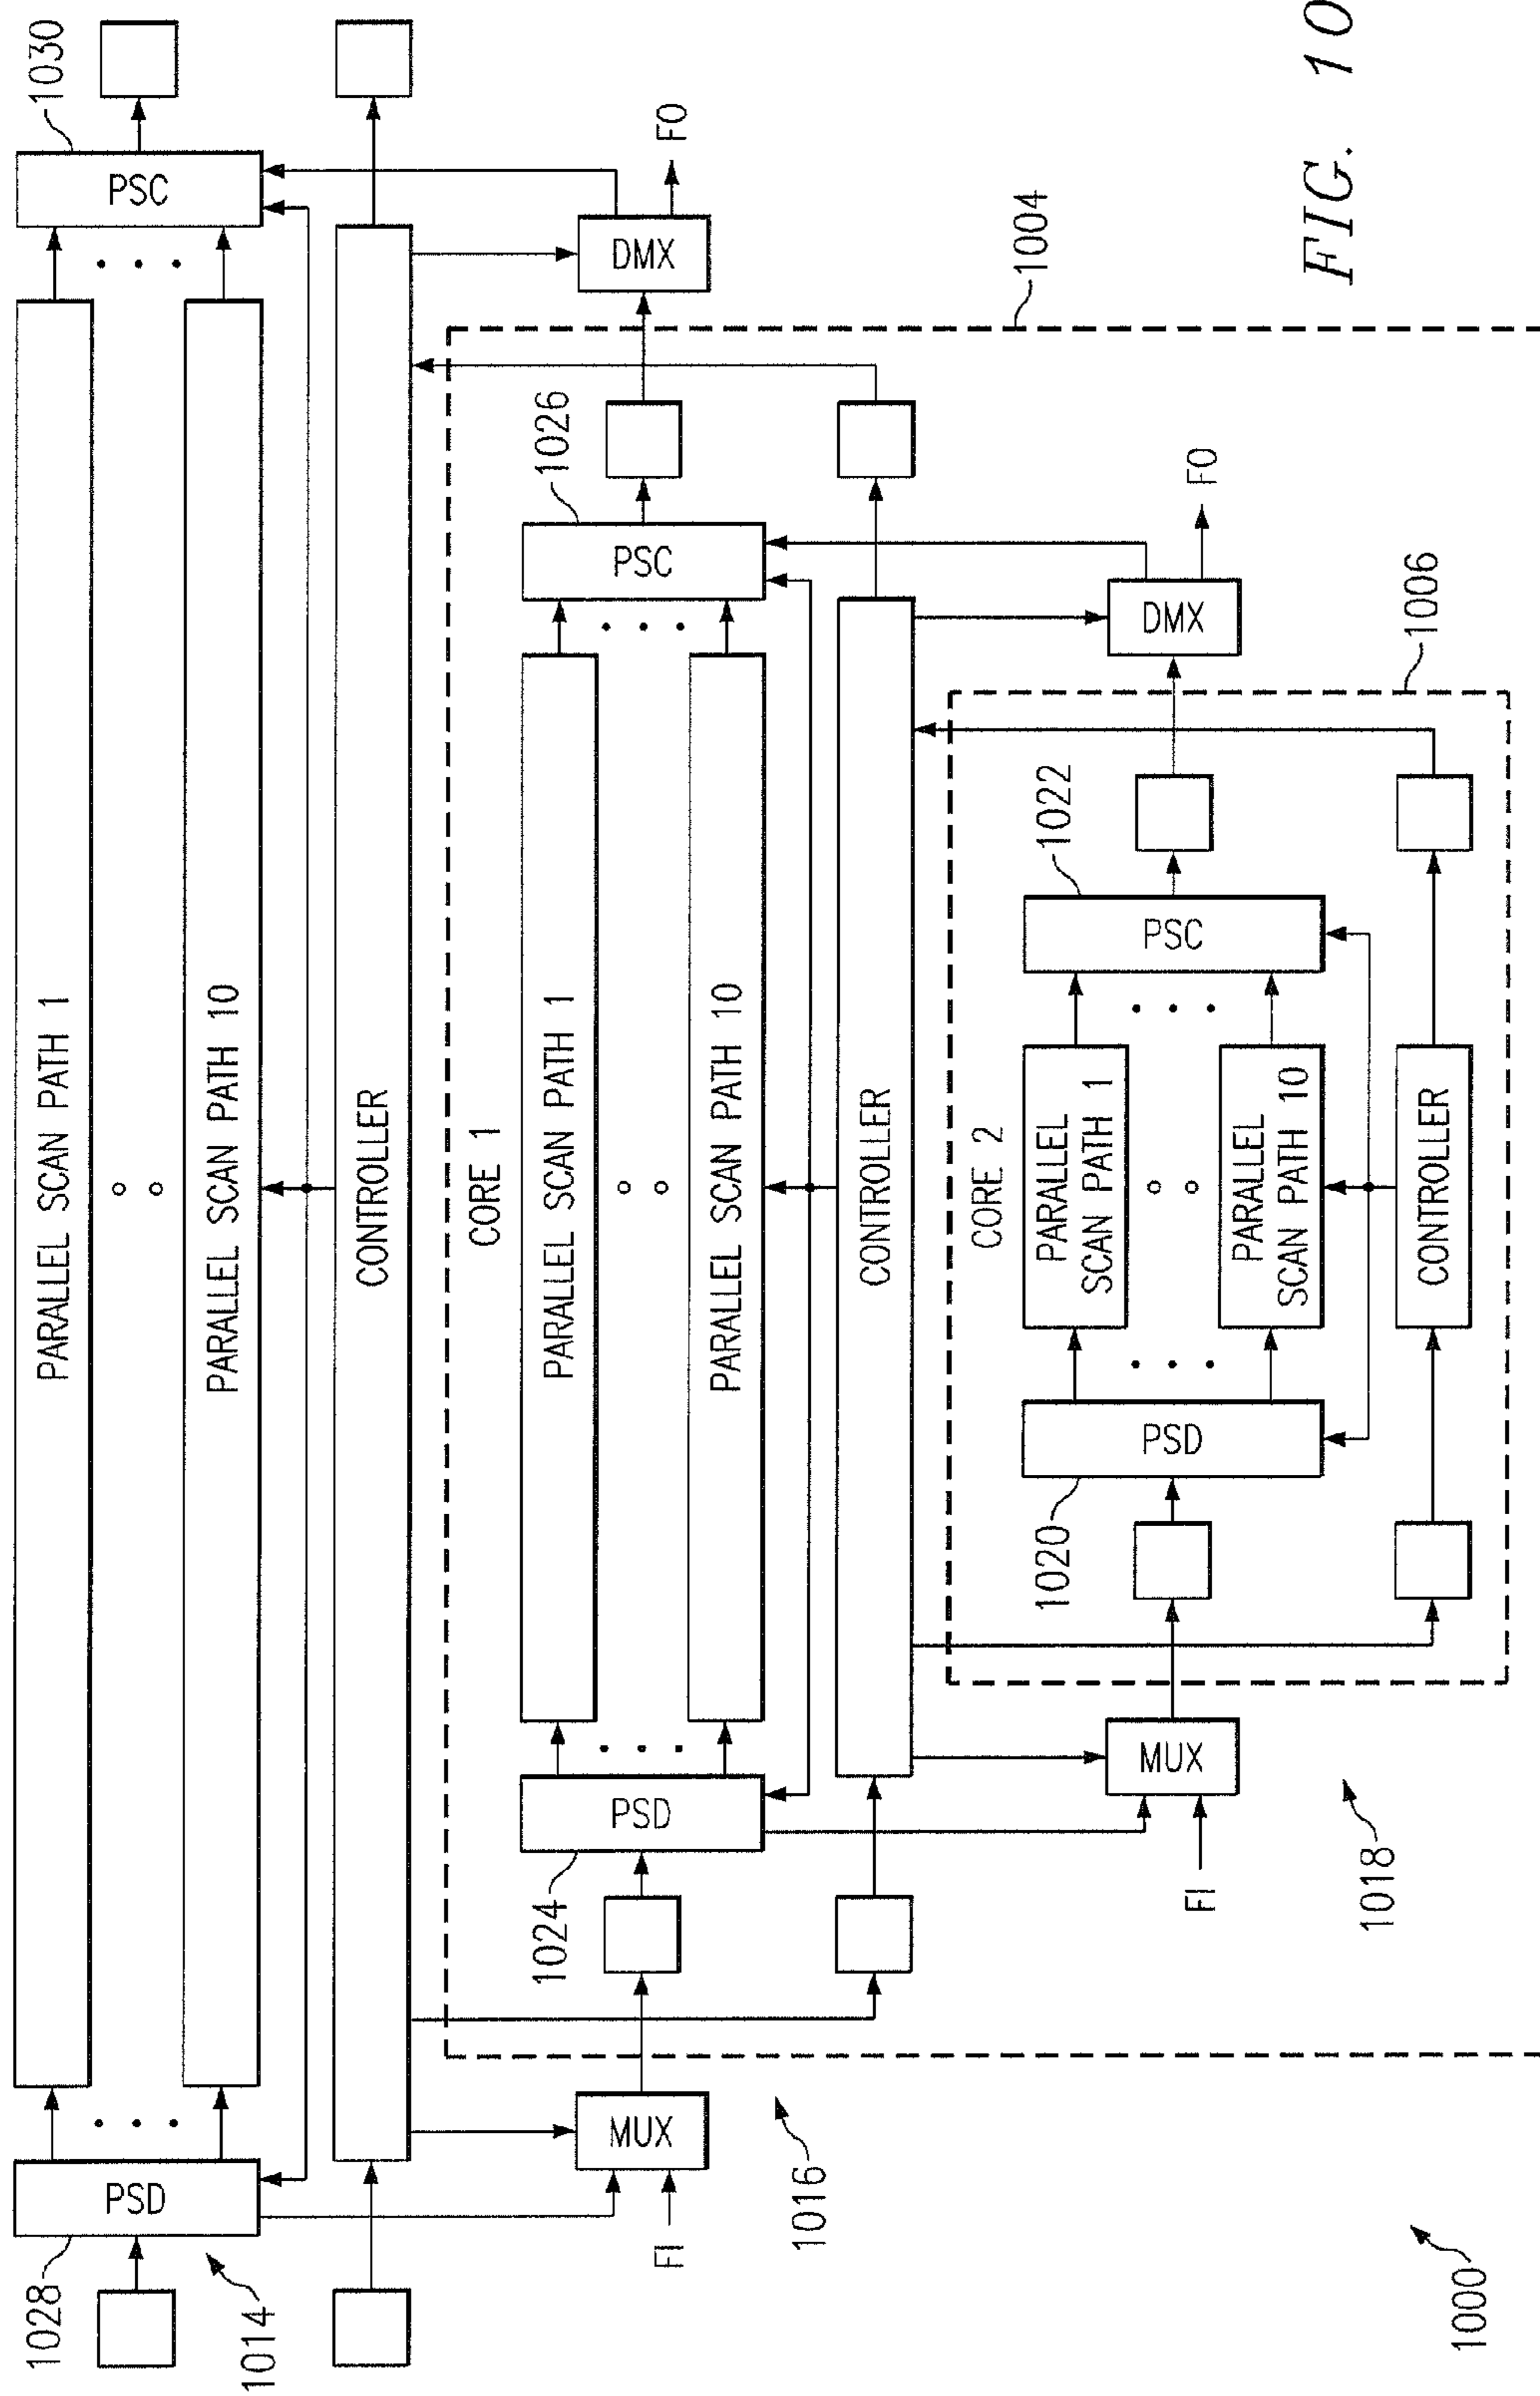 1028
PSD
PARALLEL SCAN PATH 1
PARALLEL SCAN PATH 10
PSC
1030
1014
CONTROLLER
FI
MUX
DMX
FO
1016
1004
CORE 1
1024
PSD
PARALLEL SCAN PATH 1
PARALLEL SCAN PATH 10
PSC
1026
CONTROLLER
FI
MUX
DMX
FO
1018
1006
CORE 2
1020
PSD
PARALLEL
SCAN PATH 1
PARALLEL
SCAN PATH 10
PSC
1022
CONTROLLER
1000
FIG. 10